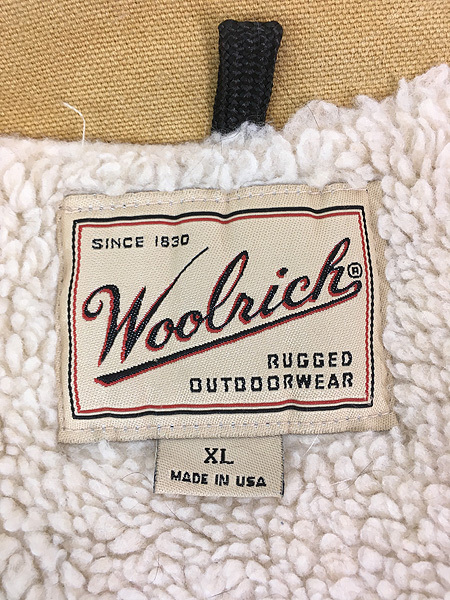 SINCE 1830
Woolrich®
RUGGED
OUTDOORWEAR
XL
MADE IN USA